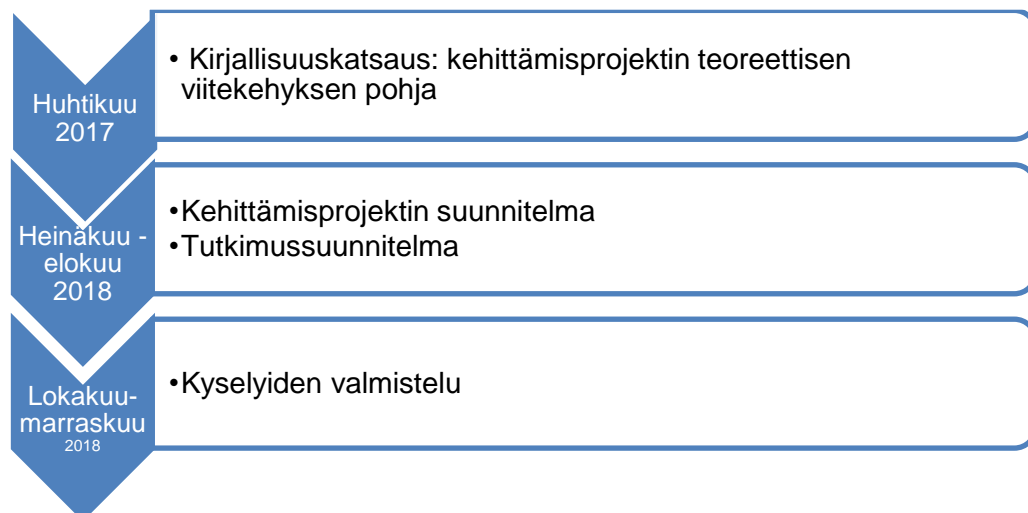 Huhtikuu
2017
• Kirjallisuuskatsaus: kehittämisprojektin teoreettisen
viitekehyksen pohja
Heinäkuu -
elokuu
2018
•Kehittämisprojektin suunnitelma
•Tutkimussuunnitelma
Lokakuu-
marraskuu
2018
•Kyselyiden valmistelu